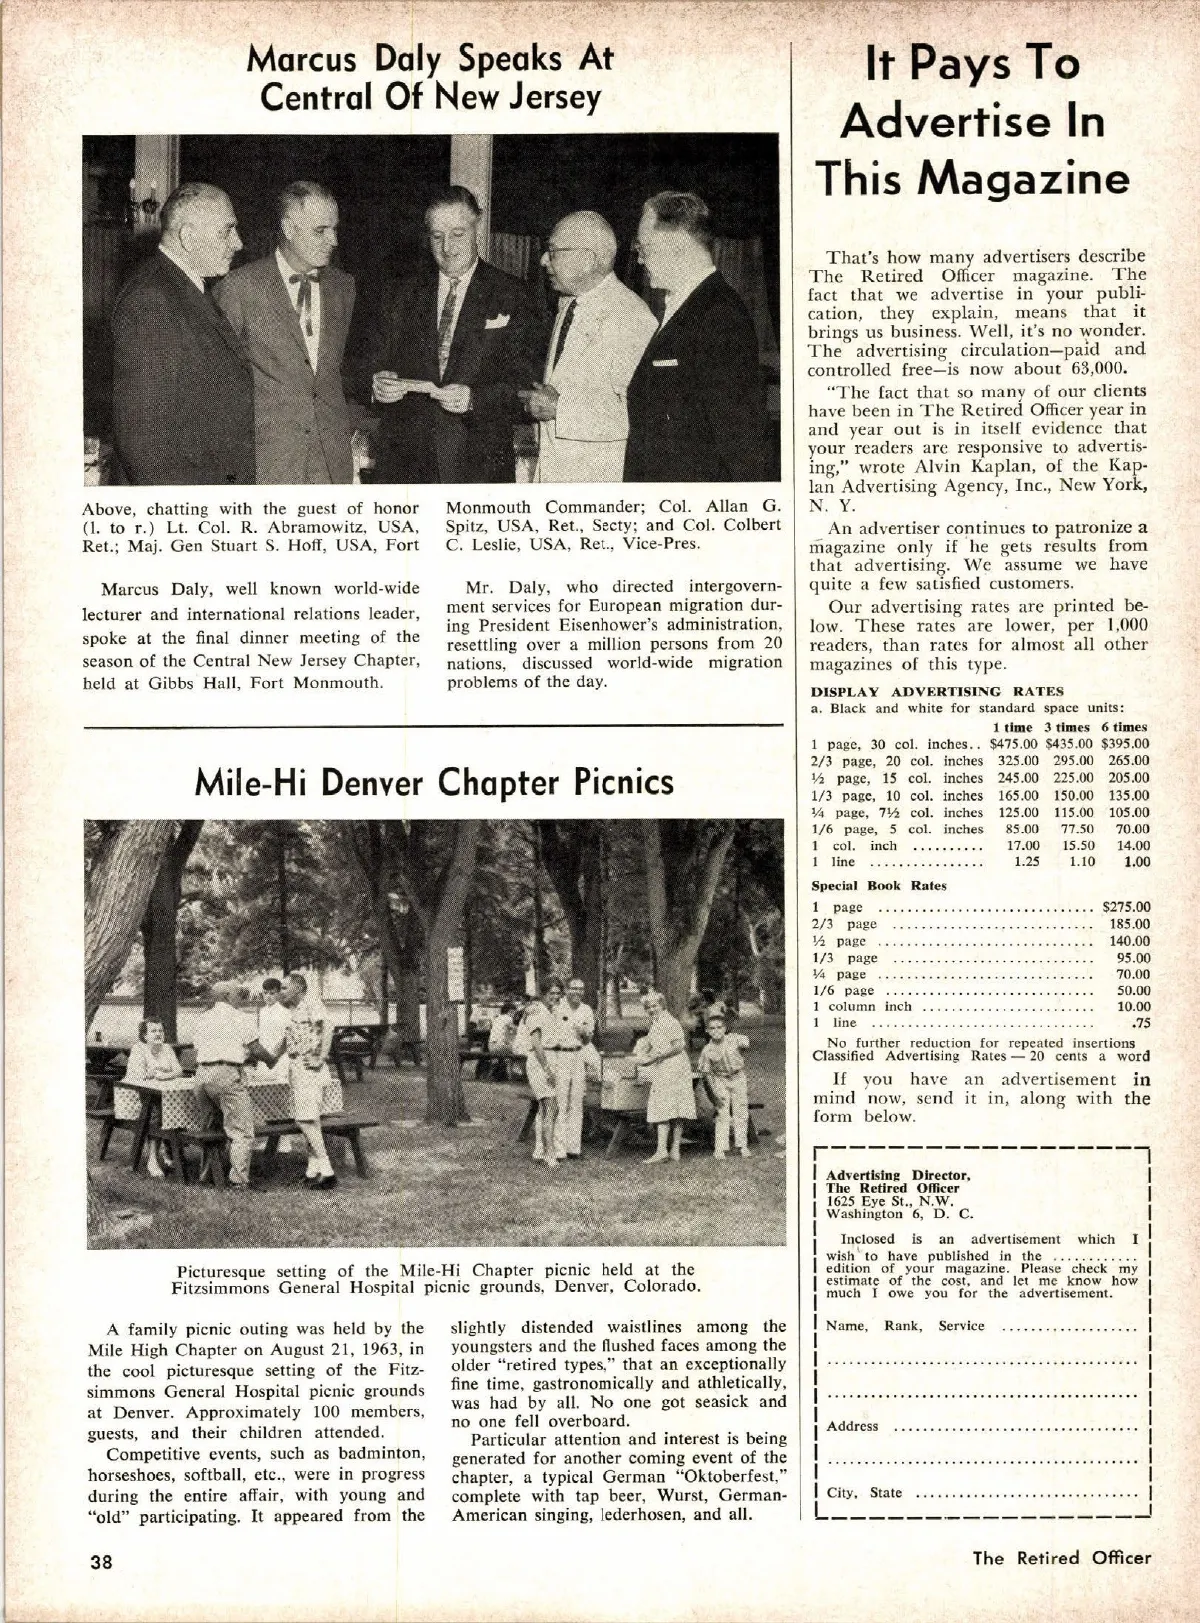 Marcus Daly Speaks At
Central Of New Jersey
Above, chatting with the guest of honor
(l. to r.) Lt. Col. R. Abramowitz, USA,
Ret.; Maj. Gen Stuart S. Hoff, USA, Fort
Monmouth Commander; Col. Allan G.
Spitz, USA, Ret., Secty; and Col. Colbert
C. Leslie, USA, Ret., Vice-Pres.
Marcus Daly, well known world-wide
lecturer and international relations leader,
spoke at the final dinner meeting of the
season of the Central New Jersey Chapter,
held at Gibbs Hall, Fort Monmouth.
Mr. Daly, who directed intergovern-
ment services for European migration dur-
ing President Eisenhower's administration,
resettling over a million persons from 20
nations, discussed world-wide migration
problems of the day.
Mile-Hi Denver Chapter Picnics
Picturesque setting of the Mile-Hi Chapter picnic held at the
Fitzsimmons General Hospital picnic grounds, Denver, Colorado.
A family picnic outing was held by the
Mile High Chapter on August 21, 1963, in
the cool picturesque setting of the Fitz-
simmons General Hospital picnic grounds
at Denver. Approximately 100 members,
guests, and their children attended.
Competitive events, such as badminton,
horseshoes, softball, etc., were in progress
during the entire affair, with young and
"old" participating. It appeared from the
slightly distended waistlines among the
youngsters and the flushed faces among the
older "retired types," that an exceptionally
fine time, gastronomically and athletically,
was had by all. No one got seasick and
no one fell overboard.
Particular attention and interest is being
generated for another coming event of the
chapter, a typical German "Oktoberfest,"
complete with tap beer, Wurst, German-
American singing, lederhosen, and all.
It Pays To
Advertise In
This Magazine
That's how many advertisers describe
The Retired Officer magazine. The
fact that we advertise in your publi-
cation, they explain, means that it
brings us business. Well, it's no wonder.
The advertising circulation—paid and
controlled free—is now about 63,000.
"The fact that so many of our clients
have been in The Retired Officer year in
and year out is in itself evidence that
your readers are responsive to advertis-
ing," wrote Alvin Kaplan, of the Kap-
lan Advertising Agency, Inc., New York,
N. Y.
An advertiser continues to patronize a
magazine only if he gets results from
that advertising. We assume we have
quite a few satisfied customers.
Our advertising rates are printed be-
low. These rates are lower, per 1,000
readers, than rates for almost all other
magazines of this type.
DISPLAY ADVERTISING RATES
a. Black and white for standard space units:
1 time 3 times 6 times
1 page, 30 col. inches.. $475.00 $435.00 $395.00
2/3 page, 20 col. inches 325.00 295.00 265.00
½ page, 15 col. inches 245.00 225.00 205.00
1/3 page, 10 col. inches 165.00 150.00 135.00
¼ page, 7½ col. inches 125.00 115.00 105.00
1/6 page, 5 col. inches 85.00 77.50 70.00
1 col. inch .......... 17.00 15.50 14.00
1 line ................ 1.25 1.10 1.00
Special Book Rates
1 page .............................. $275.00
2/3 page ............................ 185.00
½ page .............................. 140.00
1/3 page ............................ 95.00
¼ page .............................. 70.00
1/6 page ............................. 50.00
1 column inch ........................ 10.00
1 line ............................... .75
No further reduction for repeated insertions
Classified Advertising Rates — 20 cents a word
If you have an advertisement in
mind now, send it in, along with the
form below.
Advertising Director,
The Retired Officer
1625 Eye St., N.W.
Washington 6, D. C.
Inclosed is an advertisement which I
wish to have published in the ............
edition of your magazine. Please check my
estimate of the cost, and let me know how
much I owe you for the advertisement.
Name, Rank, Service ...................
Address ..................................
City, State ...............................
38
The Retired Officer